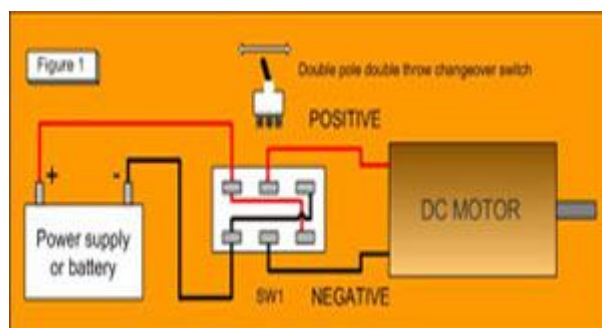 Figure 1
Double pole double throw changeover switch
POSITIVE
+ -
Power supply
or battery
DC MOTOR
SW1
NEGATIVE